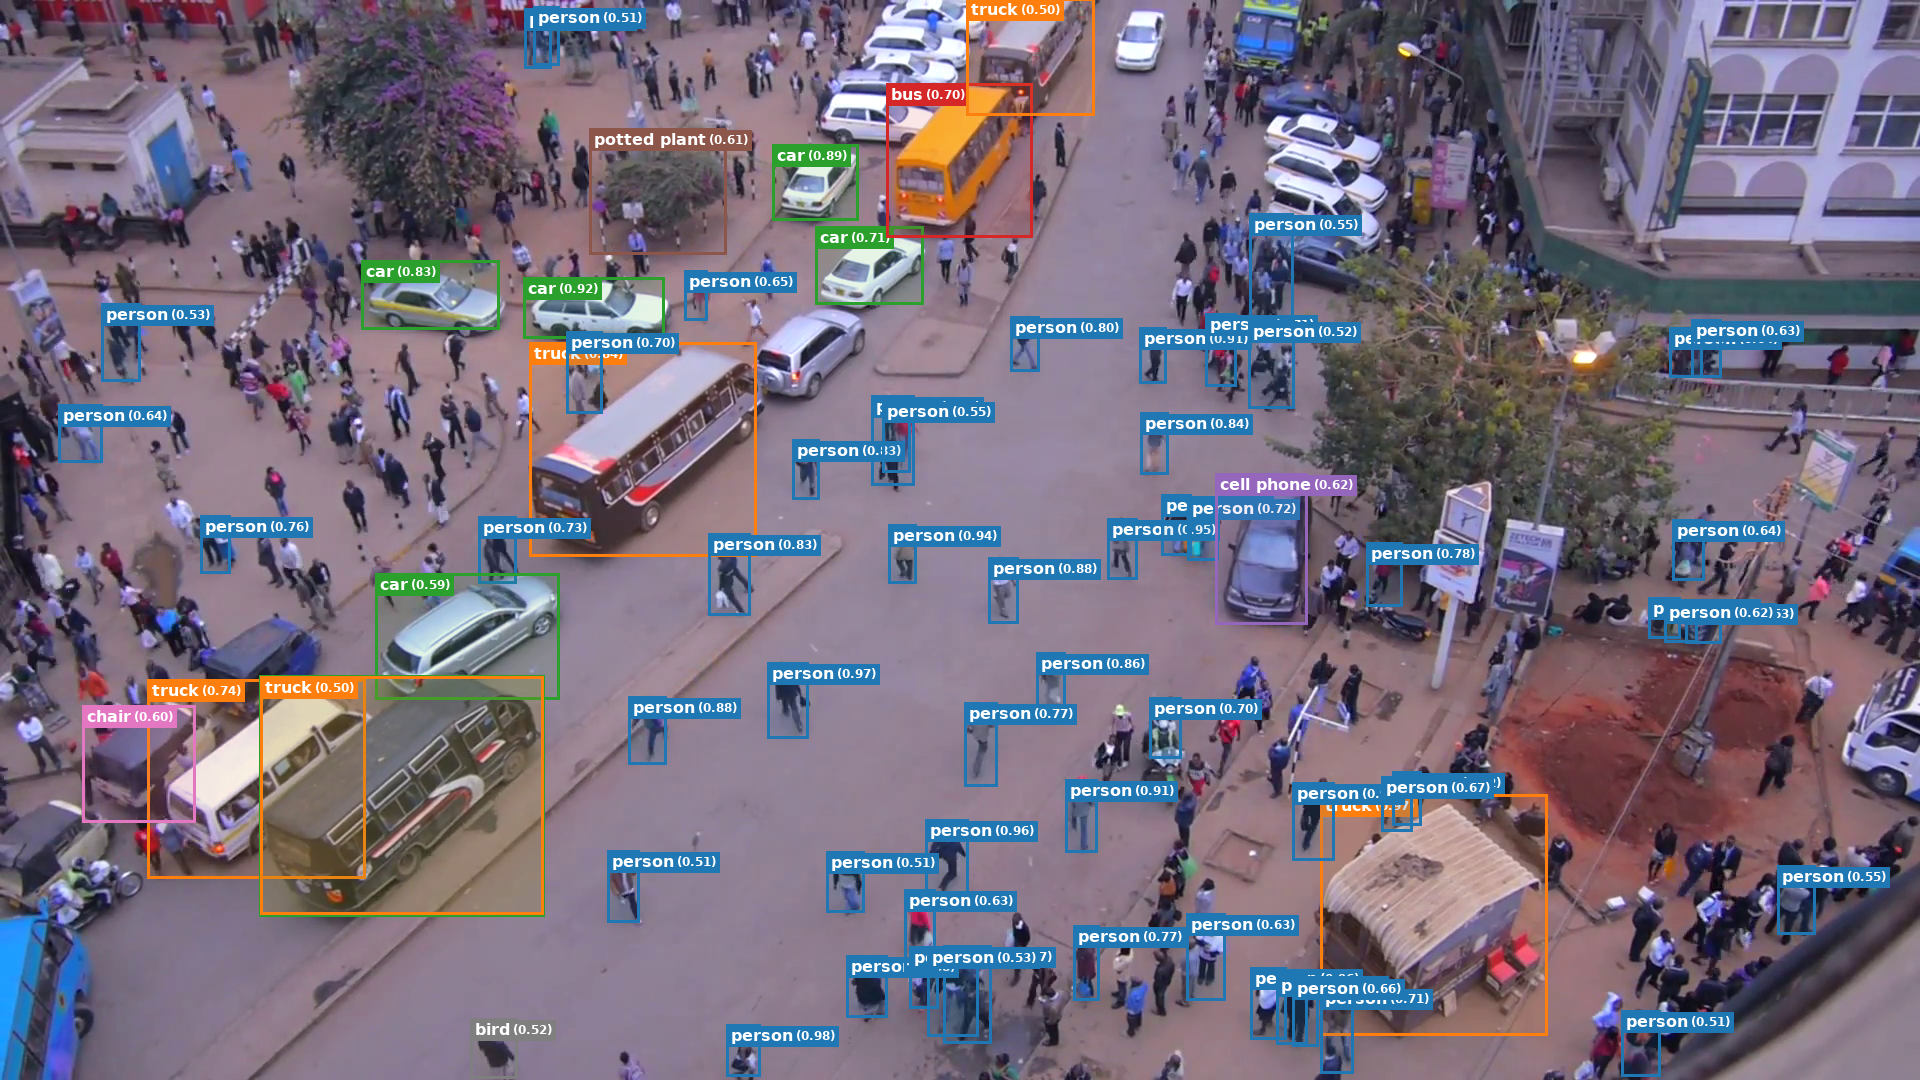 person (0.51)
truck (0.50)
bus (0.70)
potted plant (0.61)
car (0.89)
person (0.55)
car (0.71)
car (0.83)
person (0.65)
car (0.92)
person (0.53)
person (0.80)
person (0.52)
person (0.63)
person
person (0.70)
person (0.64)
person (0.55)
person (0.84)
person (0.83)
cell phone (0.62)
person (0.72)
person (0.76)
person (0.73)
person (0.94)
person (0.95)
person (0.64)
person (0.83)
person (0.78)
person (0.88)
car (0.59)
person (0.62)
person (0.86)
person (0.97)
truck (0.74)
truck (0.50)
person (0.88)
person (0.70)
person (0.77)
chair (0.60)
person (0.67)
person (0.91)
person
person (0.96)
person (0.51)
person (0.51)
person (0.55)
person (0.63)
person (0.63)
person (0.77)
person (0.53)
person
person (0.66)
person (0.71)
person (0.51)
bird (0.52)
person (0.98)